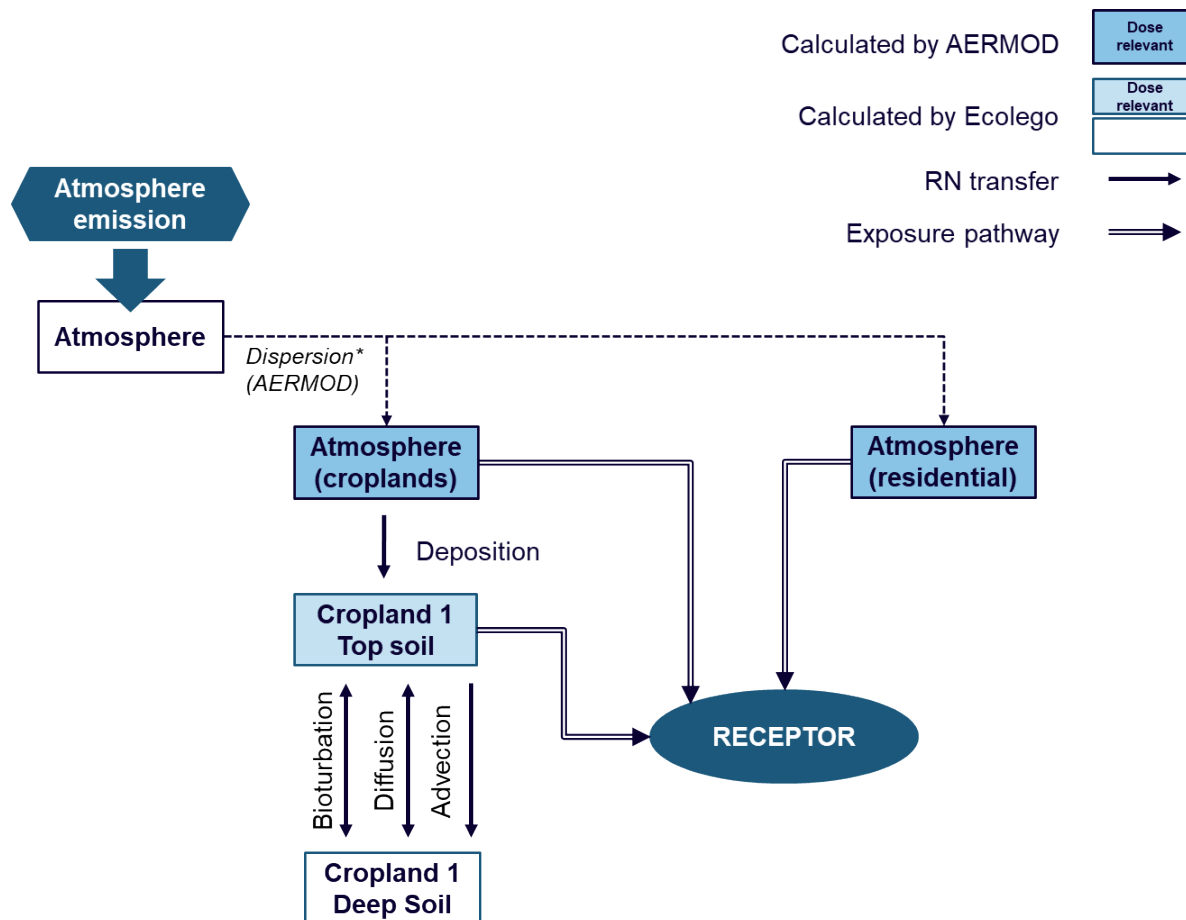 Calculated by AERMOD
Dose
relevant
Calculated by Ecolego
Dose
relevant
RN transfer
Exposure pathway
Atmosphere
emission
Atmosphere
Dispersion*
(AERMOD)
Atmosphere
(croplands)
Atmosphere
(residential)
Deposition
Cropland 1
Top soil
Bioturbation
Diffusion
Advection
RECEPTOR
Cropland 1
Deep Soil